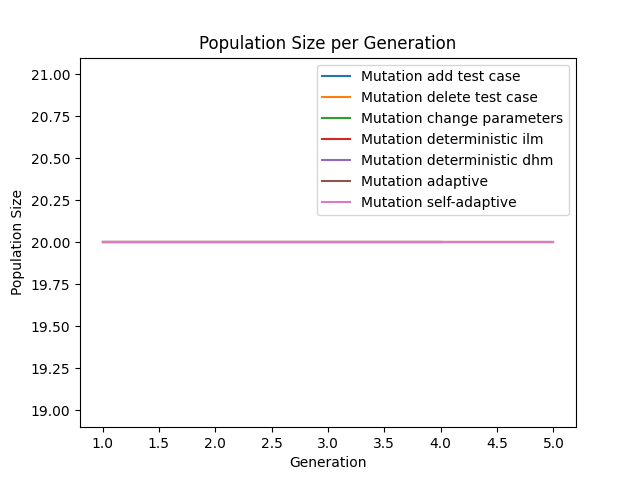 Population Size per Generation
21.00
20.75
20.50
20.25
20.00
19.75
19.50
19.25
19.00
Population Size
Mutation add test case
Mutation delete test case
Mutation change parameters
Mutation deterministic ilm
Mutation deterministic dhm
Mutation adaptive
Mutation self-adaptive
1.0 1.5 2.0 2.5 3.0 3.5 4.0 4.5 5.0
Generation